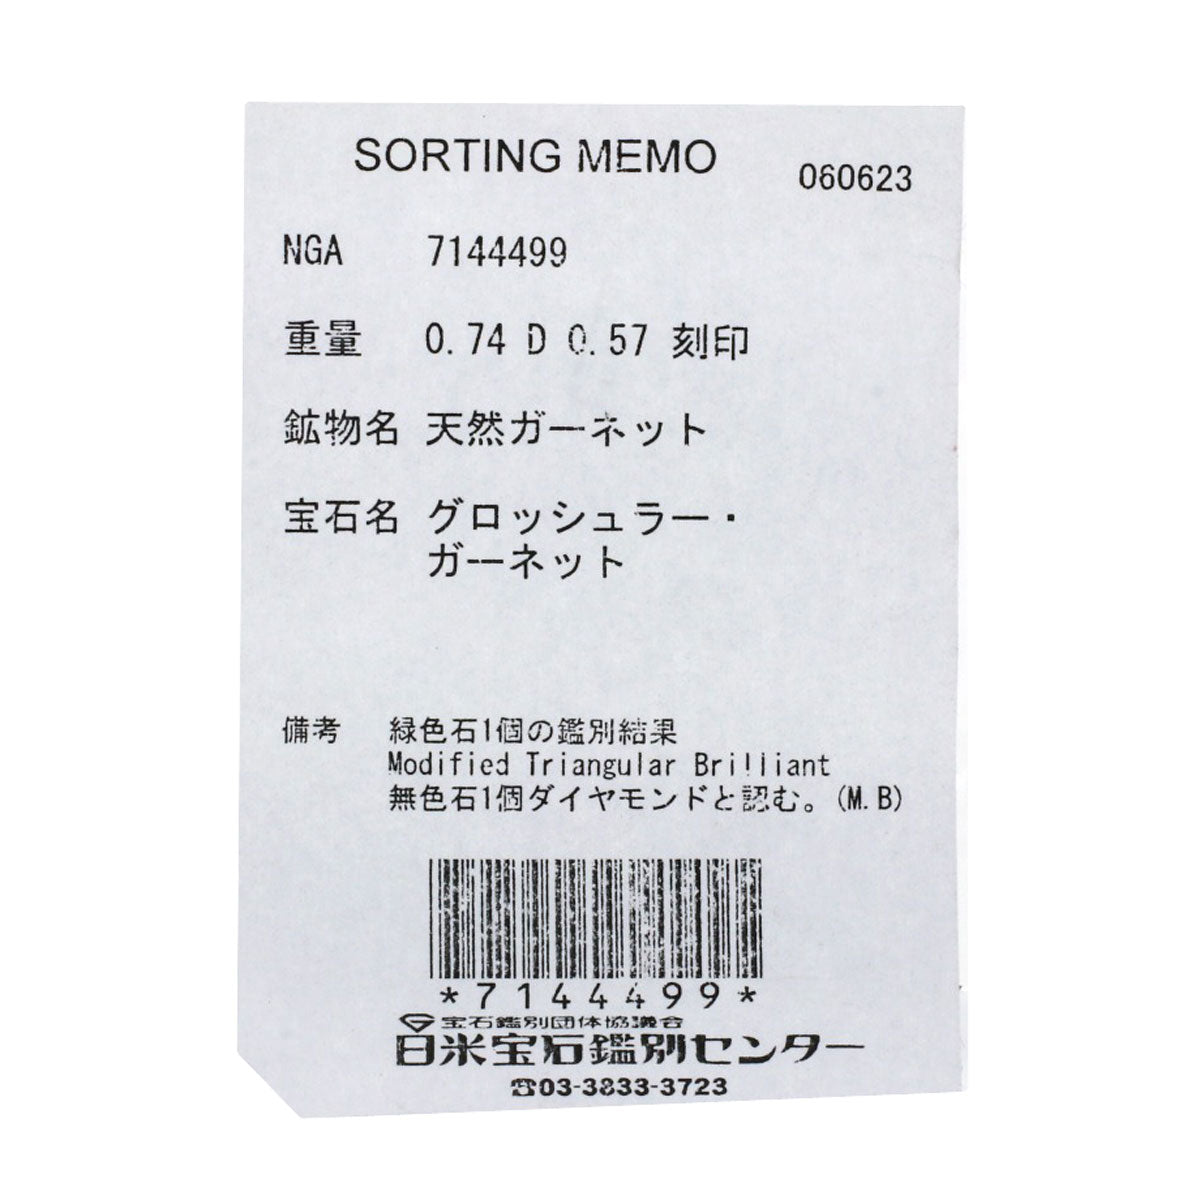 SORTING MEMO
060623
NGA 7144499
重量 0.74 D 0.57 刻印
鉱物名 天然ガーネット
宝石名 グロッシュラー・
ガーネット
備考 緑色石1個の鑑別結果
Modified Triangular Brilliant
無色石1個ダイヤモンドと認む。(M.B)
*7144499*
宝石鑑別団体協議会
日米宝石鑑別センター
☎03-3833-3723